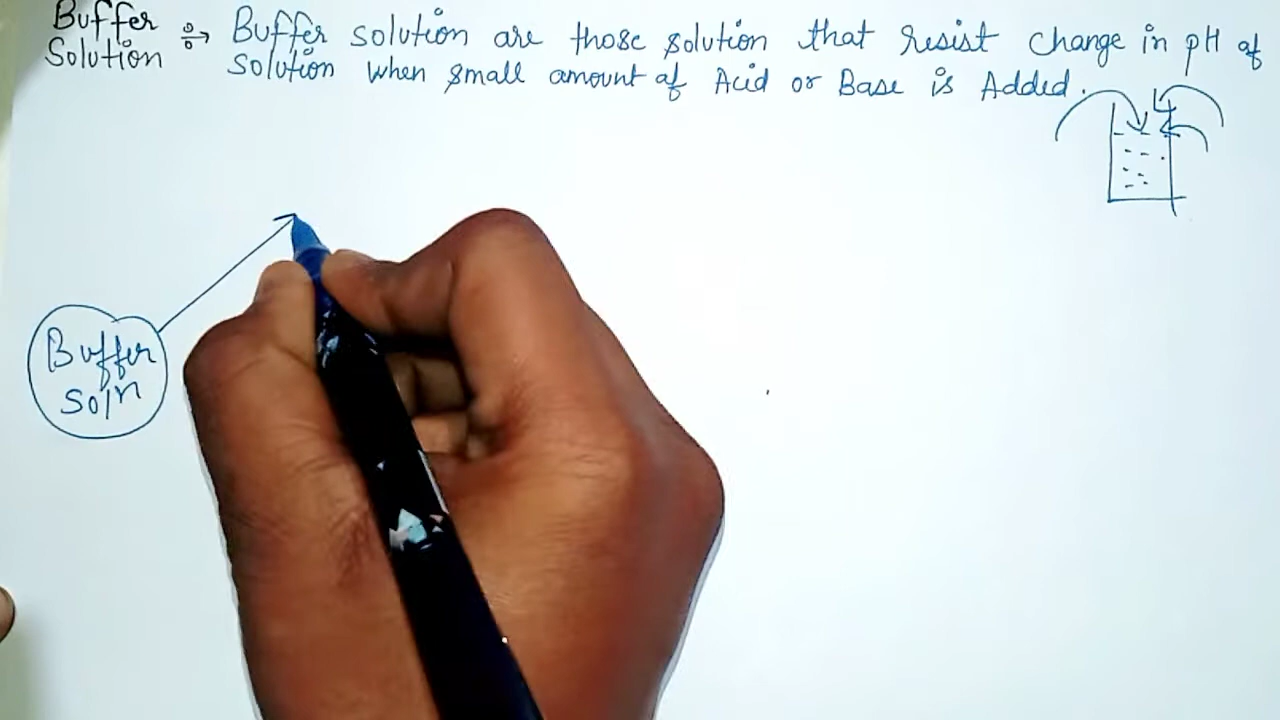 Buffer Solution ÷→ Buffer solution are those solution that resist change in pH of
solution when small amount of Acid or Base is Added.
Buffer
Soln